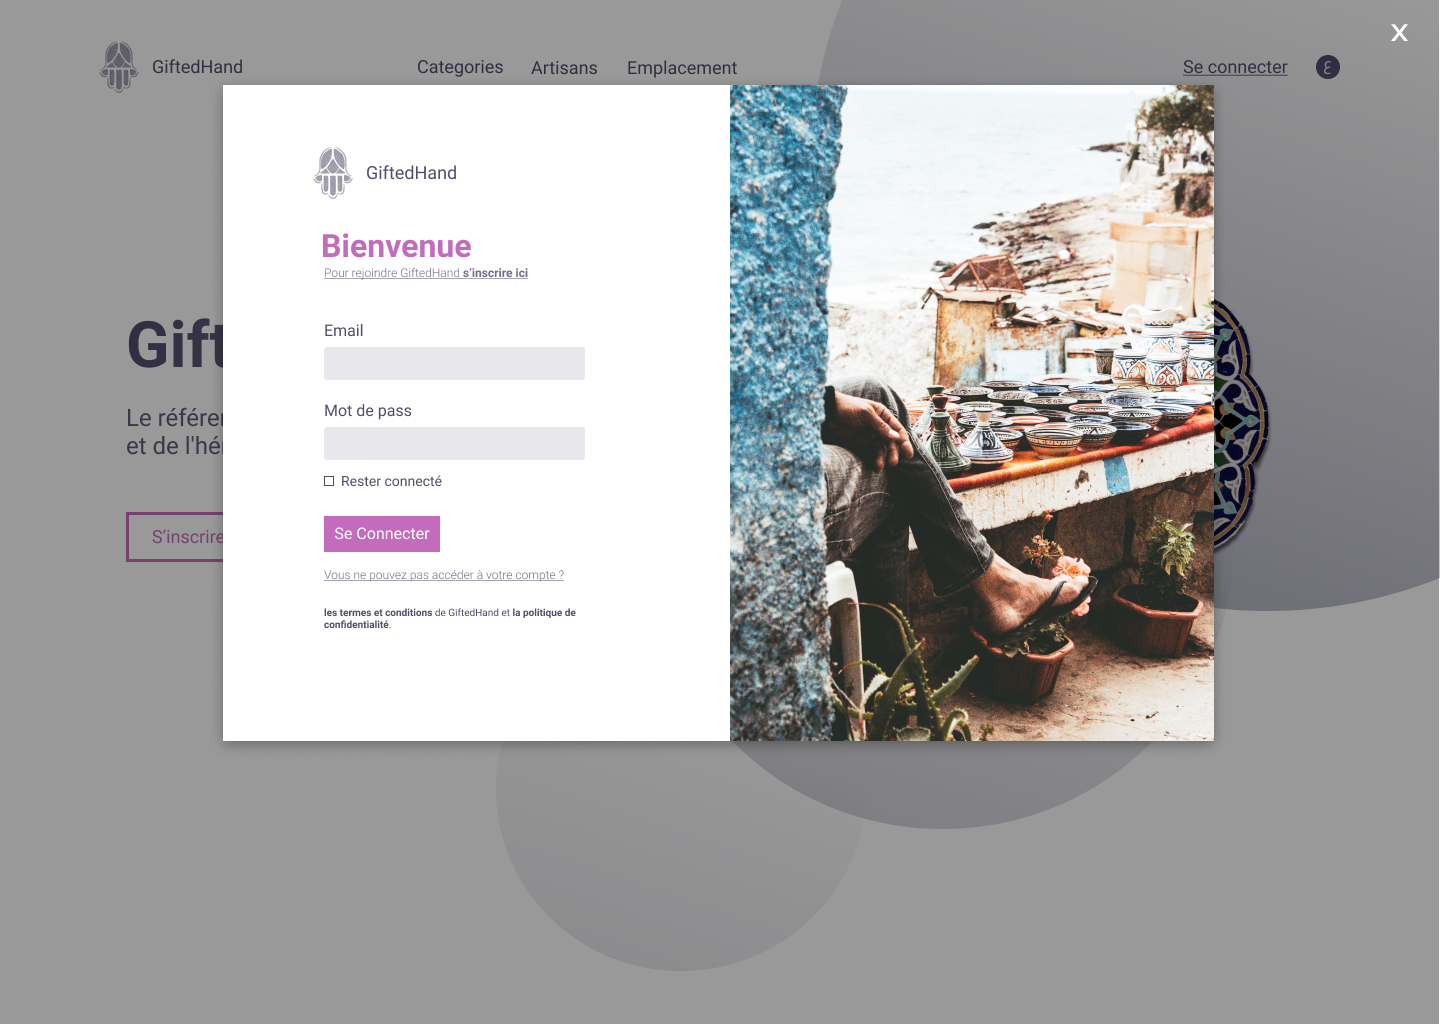 X
GiftedHand
Categories
Artisans
Emplacement
Se connecter
ع
GiftedHand
Bienvenue
Pour rejoindre GiftedHand s'inscrire ici
Email
Mot de pass
Rester connecté
Se Connecter
Vous ne pouvez pas accéder à votre compte ?
les termes et conditions de GiftedHand et la politique de
confidentialité.
Gift
Le référen
et de l'hé
S'inscrire